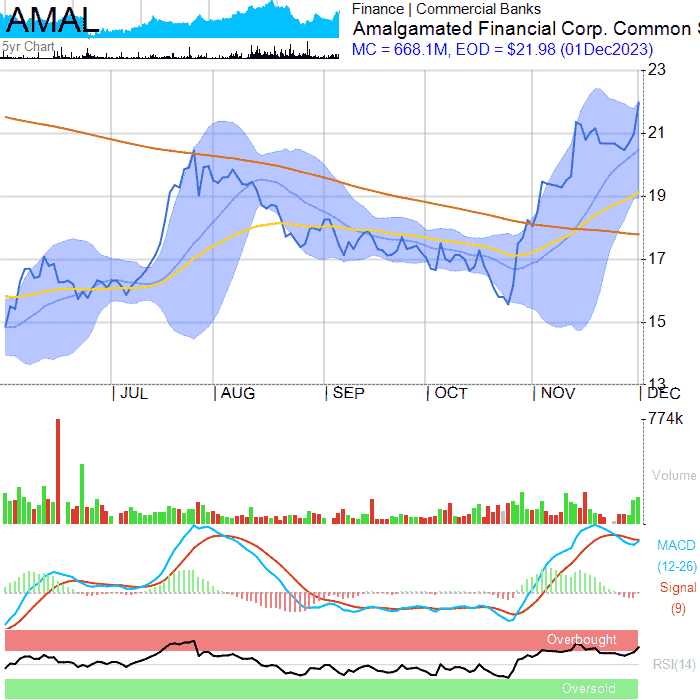 AMAL
Finance | Commercial Banks
Amalgamated Financial Corp. Common S
5yr Chart
MC = 668.1M, EOD = $21.98 (01Dec2023)
23
21
19
17
15
13
JUL AUG SEP OCT NOV DEC
774k
Volume
MACD
(12-26)
Signal
(9)
Overbought
RSI(14)
Oversold